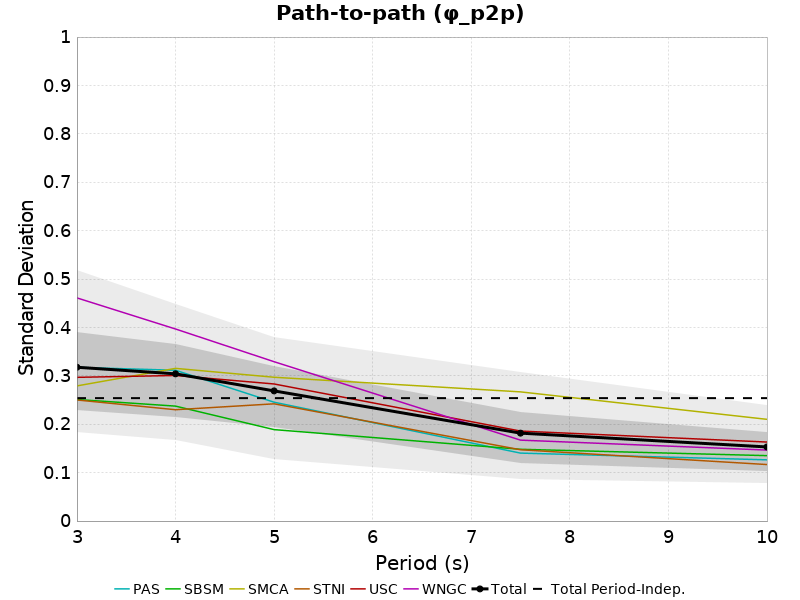 Path-to-path (φ_p2p)
1
0.9
0.8
0.7
0.6
0.5
0.4
0.3
0.2
0.1
0
Standard Deviation
3 4 5 6 7 8 9 10
Period (s)
PAS SBSM SMCA STNI USC WNGC Total Total Period-Indep.